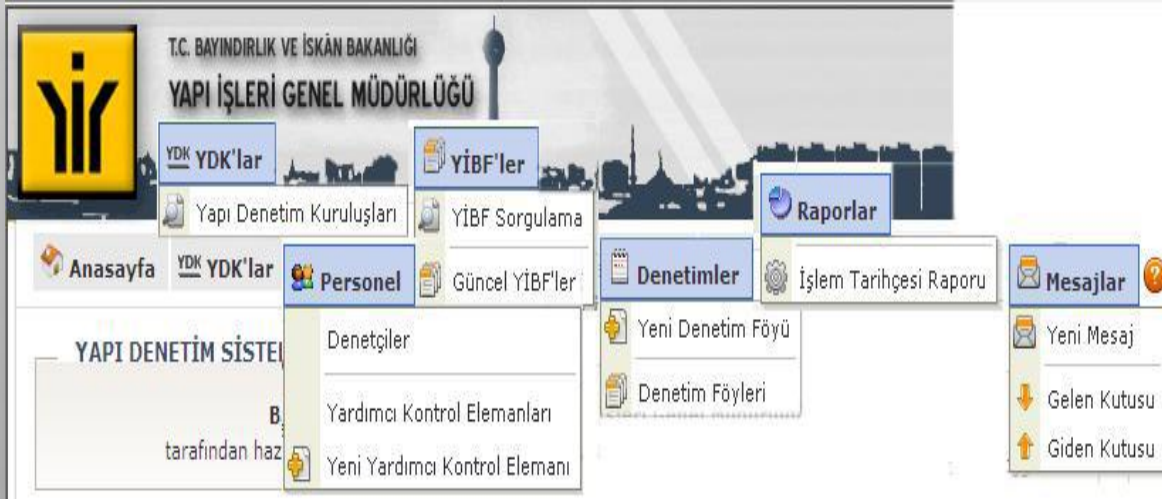 YİR
T.C. BAYINDIRLIK VE İSKÂN BAKANLIĞI
YAPI İŞLERİ GENEL MÜDÜRLÜĞÜ
YDK YDK'lar
Yapı Denetim Kuruluşları
YİBF'ler
YİBF Sorgulama
Güncel YİBF'ler
Raporlar
İşlem Tarihçesi Raporu
Anasayfa
YDK YDK'lar
Personel
Denetçiler
Yardımcı Kontrol Elemanları
Yeni Yardımcı Kontrol Elemanı
Denetimler
Yeni Denetim Föyü
Denetim Föyleri
Mesajlar
Yeni Mesaj
Gelen Kutusu
Giden Kutusu
YAPI DENETİM
tarafından